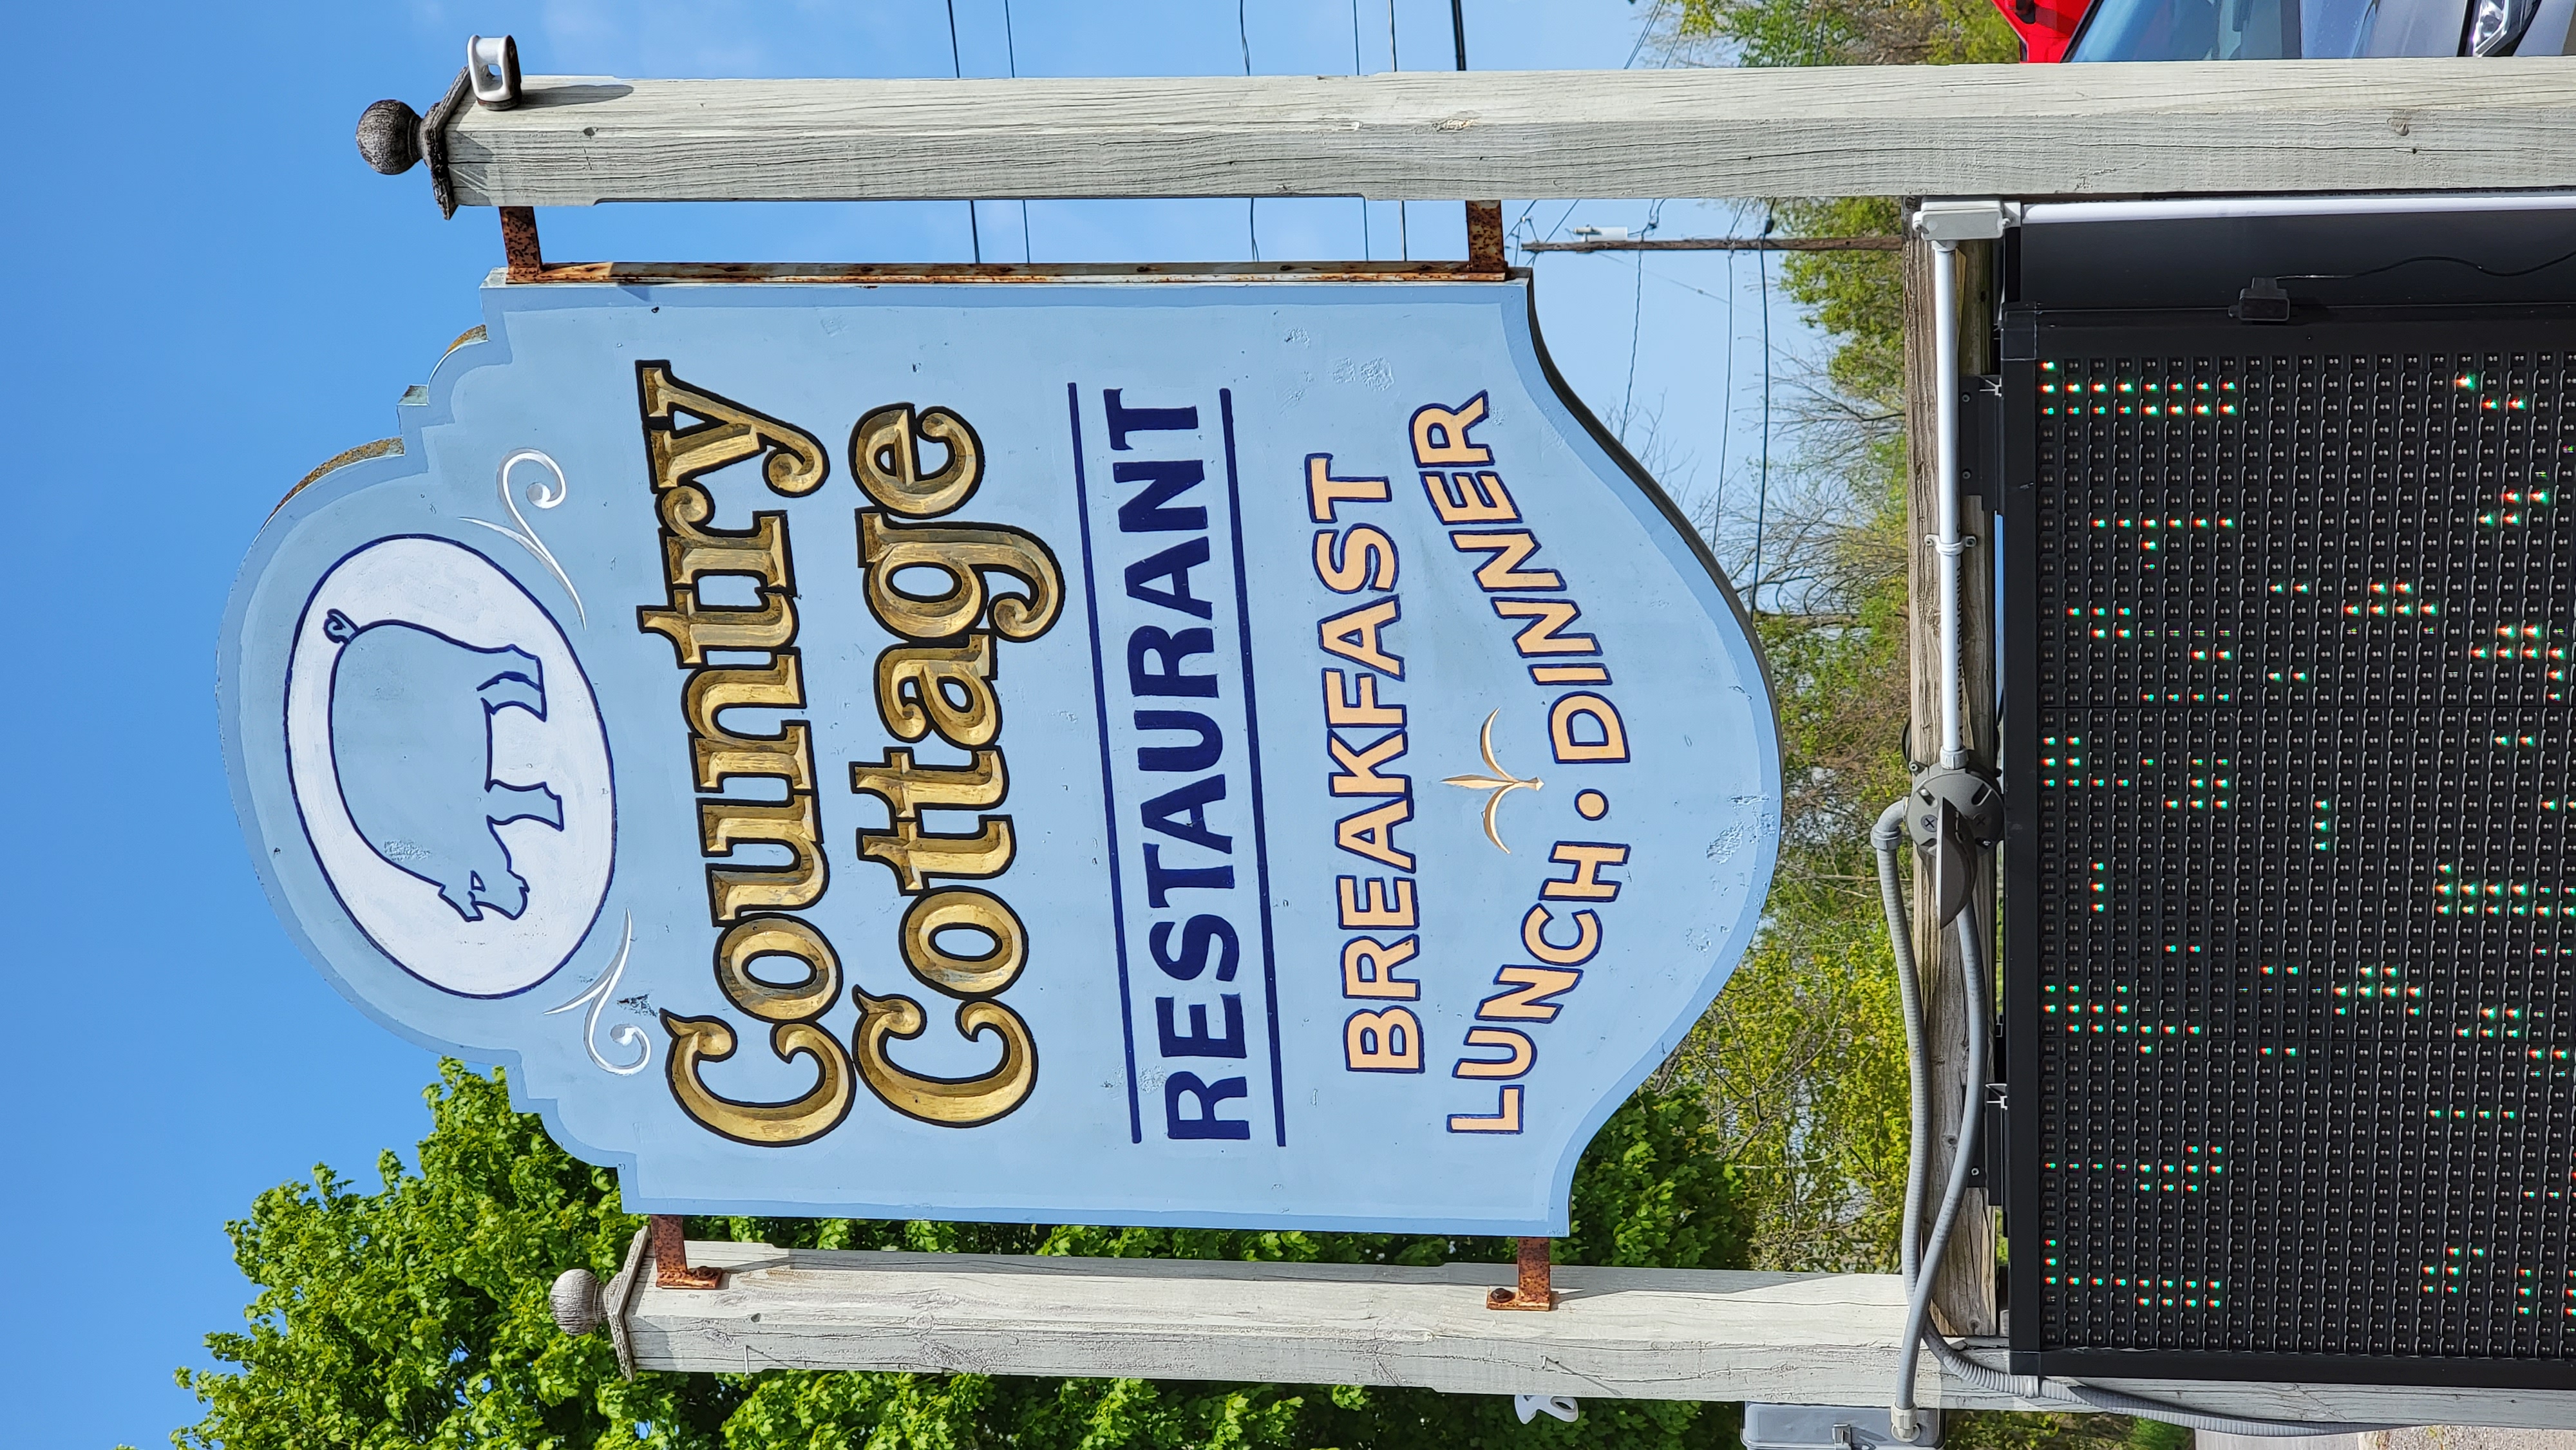 Country
Cottage
RESTAURANT
BREAKFAST
LUNCH • DINNER